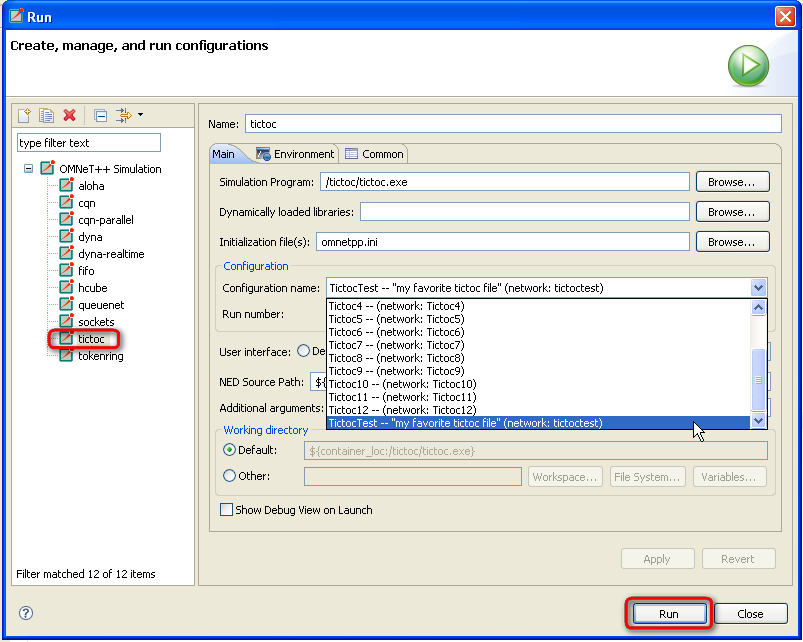 Run
Create, manage, and run configurations
type filter text
OMNeT++ Simulation
aloha
cqn
cqn-parallel
dyna
dyna-realtime
fifo
hcube
queuenet
sockets
tictoc
tokenring
Filter matched 12 of 12 items
Name: tictoc
Main Environment Common
Simulation Program: /tictoc/tictoc.exe Browse...
Dynamically loaded libraries: Browse...
Initialization file(s): omnetpp.ini Browse...
Configuration
Configuration name: TictocTest -- "my favorite tictoc file" (network: tictoctest)
Run number:
Tictoc4 -- (network: Tictoc4)
Tictoc5 -- (network: Tictoc5)
Tictoc6 -- (network: Tictoc6)
Tictoc7 -- (network: Tictoc7)
Tictoc8 -- (network: Tictoc8)
Tictoc9 -- (network: Tictoc9)
Tictoc10 -- (network: Tictoc10)
Tictoc11 -- (network: Tictoc11)
Tictoc12 -- (network: Tictoc12)
TictocTest -- "my favorite tictoc file" (network: tictoctest)
User interface: De
NED Source Path: ${
Additional arguments:
Working directory
Default: ${container_loc:/tictoc/tictoc.exe}
Other: Workspace... File System... Variables...
Show Debug View on Launch
Apply Revert
? Run Close